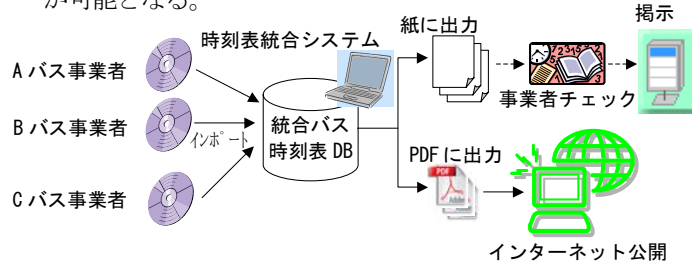 が可能となる。
掲示
紙に出力
時刻表統合システム
Aバス事業者
事業者チェック
Bバス事業者
インポート
統合バス
時刻表DB
PDFに出力
PDF
Cバス事業者
インターネット公開